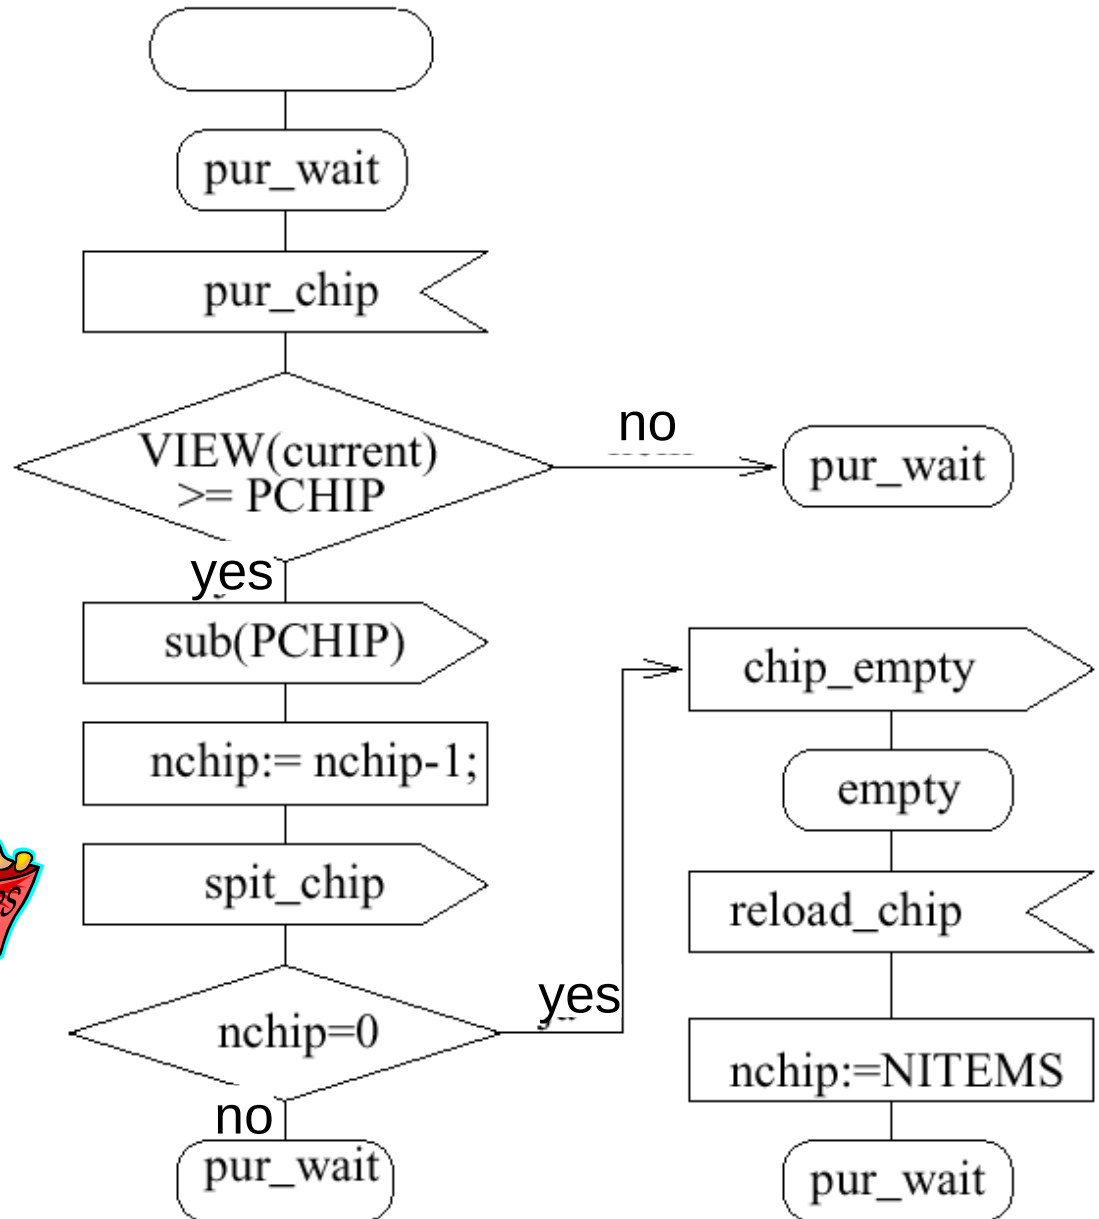 pur_wait
pur_chip
VIEW(current)
>= PCHIP
no
pur_wait
yes
sub(PCHIP)
nchip:= nchip-1;
spit_chip
nchip=0
yes
no
pur_wait
chip_empty
empty
reload_chip
nchip:=NITEMS
pur_wait